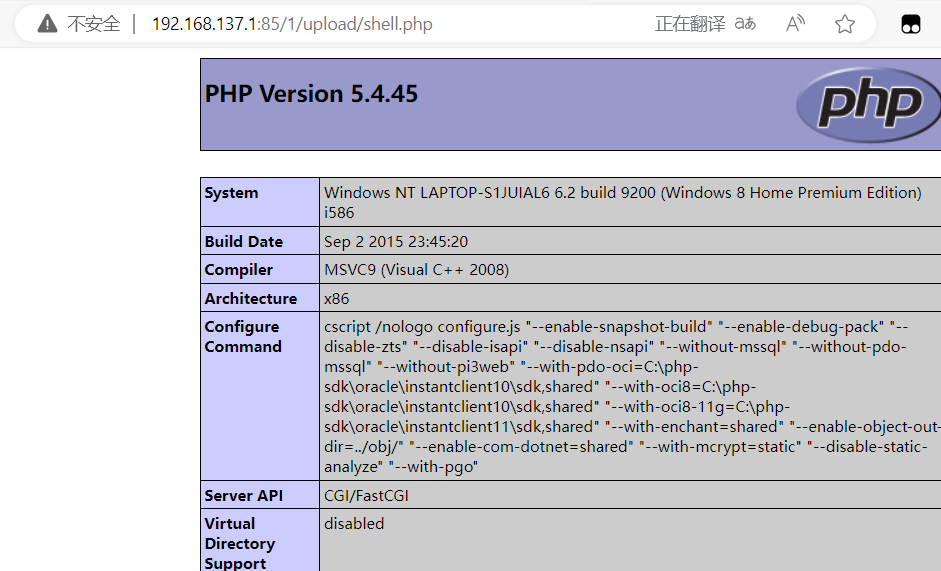 不安全 | 192.168.137.1:85/1/upload/shell.php 正在翻译 aあ A
PHP Version 5.4.45
php
System
Windows NT LAPTOP-S1JUIAL6 6.2 build 9200 (Windows 8 Home Premium Edition)
i586
Build Date
Sep 2 2015 23:45:20
Compiler
MSVC9 (Visual C++ 2008)
Architecture
x86
Configure
Command
cscript /nologo configure.js "--enable-snapshot-build" "--enable-debug-pack" "--
disable-zts" "--disable-isapi" "--disable-nsapi" "--without-mssql" "--without-pdo-
mssql" "--without-pi3web" "--with-pdo-oci=C:\php-
sdk\oracle\instantclient10\sdk,shared" "--with-oci8=C:\php-
sdk\oracle\instantclient10\sdk,shared" "--with-oci8-11g=C:\php-
sdk\oracle\instantclient11\sdk,shared" "--with-enchant=shared" "--enable-object-out-
dir=../obj/" "--enable-com-dotnet=shared" "--with-mcrypt=static" "--disable-static-
analyze" "--with-pgo"
Server API
CGI/FastCGI
Virtual
Directory
Support
disabled